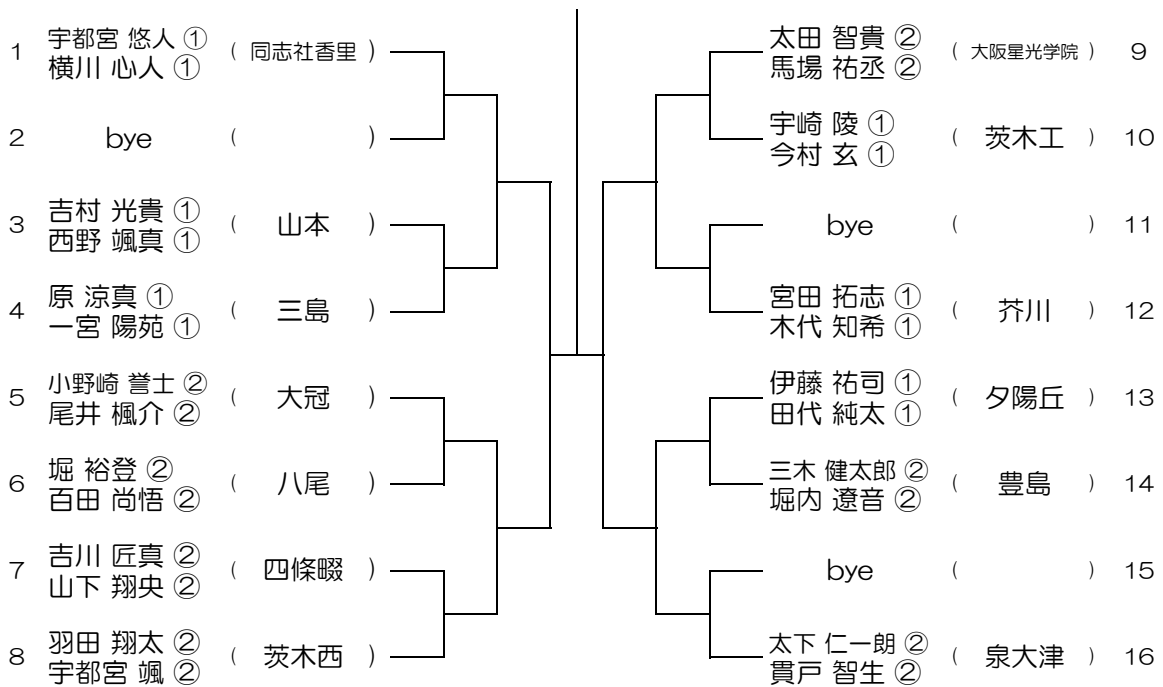 1 宇都宮 悠人 ① ( 同志社香里 )
横川 心人 ①
2 bye ( )
3 吉村 光貴 ① ( 山本 )
西野 颯真 ①
4 原 涼真 ① ( 三島 )
一宮 陽苑 ①
5 小野崎 誉士 ② ( 大冠 )
尾井 楓介 ②
6 堀 裕登 ② ( 八尾 )
百田 尚悟 ②
7 吉川 匠真 ② ( 四條畷 )
山下 翔央 ②
8 羽田 翔太 ② ( 茨木西 )
宇都宮 颯 ②
太田 智貴 ② ( 大阪星光学院 ) 9
馬場 祐丞 ②
宇崎 陵 ① ( 茨木工 ) 10
今村 玄 ①
bye ( ) 11
宮田 拓志 ① ( 芥川 ) 12
木代 知希 ①
伊藤 祐司 ① ( 夕陽丘 ) 13
田代 純太 ①
三木 健太郎 ② ( 豊島 ) 14
堀内 遼音 ②
bye ( ) 15
太下 仁一朗 ② ( 泉大津 ) 16
貫戸 智生 ②